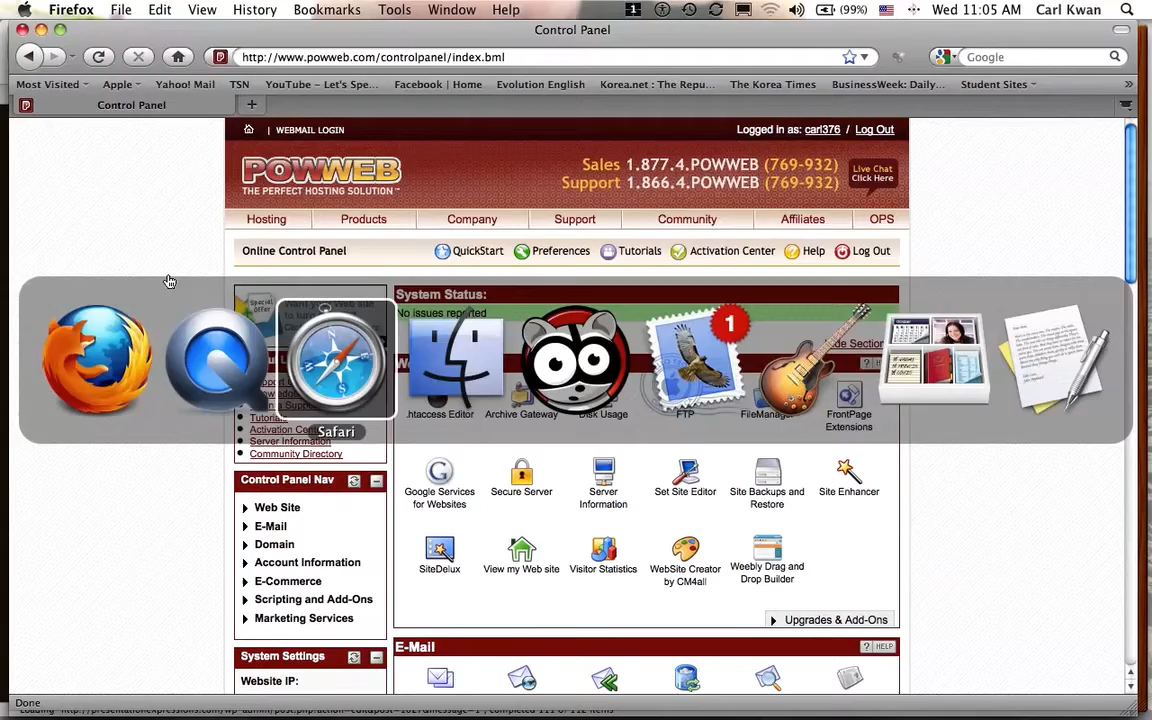 Firefox File Edit View History Bookmarks Tools Window Help 1 (99%) Wed 11:05 AM Carl Kwan
Control Panel
http://www.powweb.com/controlpanel/index.bml Google
Most Visited Apple Yahoo! Mail TSN YouTube – Let's Spe... Facebook | Home Evolution English Korea.net : The Repu... The Korea Times BusinessWeek: Daily... Student Sites »
Control Panel +
| WEBMAIL LOGIN Logged in as: carl376 / Log Out
POWWEB
THE PERFECT HOSTING SOLUTION
Sales 1.877.4.POWWEB (769-932)
Support 1.866.4.POWWEB (769-932)
Live Chat
Click Here
Hosting Products Company Support Community Affiliates OPS
Online Control Panel QuickStart Preferences Tutorials Activation Center Help Log Out
System Status:
No issues reported
1
Safari
.htaccess Editor Archive Gateway Disk Usage FTP FileManager FrontPage
Extensions
Tutorials
Activation Center
Server Information
Community Directory
Google Services
for Websites
Secure Server
Server
Information
Set Site Editor
Site Backups and
Restore
Site Enhancer
Control Panel Nav
Web Site
E-Mail
Domain
Account Information
E-Commerce
Scripting and Add-Ons
Marketing Services
SiteDelux
View my Web site
Visitor Statistics
WebSite Creator
by CM4all
Weebly Drag and
Drop Builder
Upgrades & Add-Ons
System Settings
Website IP:
E-Mail ? HELP
Done